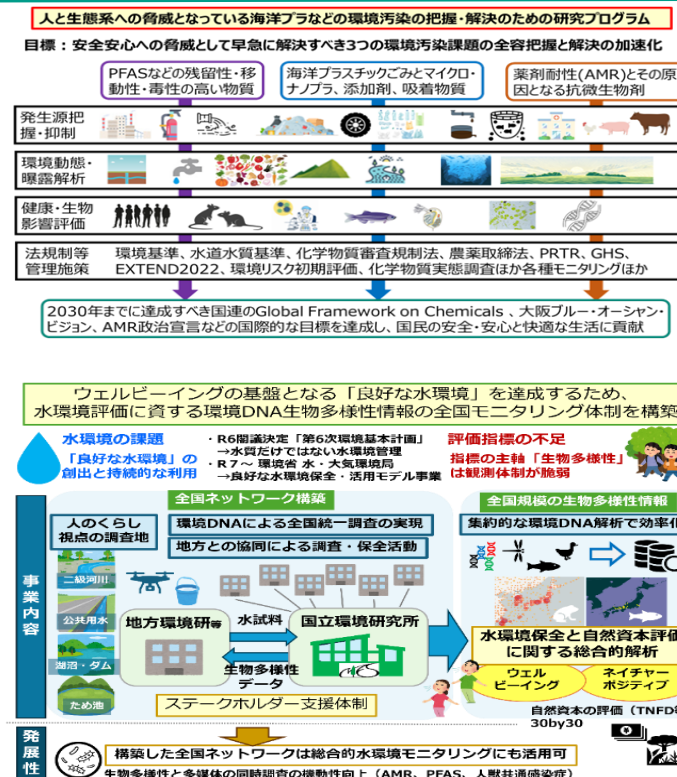 人と生態系への脅威となっている海洋プラなどの環境汚染の把握・解決のための研究プログラム
目標：安全安心への脅威として早急に解決すべき3つの環境汚染課題の全容把握と解決の加速化
PFASなどの残留性・移
動性・毒性の高い物質
海洋プラスチックごみとマイクロ・
ナノプラ、添加剤、吸着物質
薬剤耐性(AMR)とその原
因となる抗微生物剤
発生源把
握・抑制
環境動態・
曝露解析
健康・生物
影響評価
法規制等
管理施策
環境基準、水道水質基準、化学物質審査規制法、農薬取締法、PRTR、GHS、
EXTEND2022、環境リスク初期評価、化学物質実態調査ほか各種モニタリングほか
2030年までに達成すべき国連のGlobal Framework on Chemicals 、大阪ブルー・オーシャン・
ビジョン、AMR政治宣言などの国際的な目標を達成し、国民の安全・安心と快適な生活に貢献
ウェルビーイングの基盤となる「良好な水環境」を達成するため、
水環境評価に資する環境DNA生物多様性情報の全国モニタリング体制を構築
水環境の課題
「良好な水環境」の
創出と持続的な利用
・R6閣議決定「第6次環境基本計画」
→水質だけではない水環境管理
・R7～ 環境省 水・大気環境局
→良好な水環境保全・活用モデル事業
評価指標の不足
指標の主軸「生物多様性」
は観測体制が脆弱
事業内容
全国ネットワーク構築
人のくらし
視点の調査地
環境DNAによる全国統一調査の実現
地方との協同による調査・保全活動
二級河川
公共用水
湖沼・ダム
ため池
地方環境研等
水試料
生物多様性
データ
国立環境研究所
ステークホルダー支援体制
全国規模の生物多様性情報
集約的な環境DNA解析で効率化
水環境保全と自然資本評価
に関する総合的解析
ウェル
ビーイング
ネイチャー
ポジティブ
自然資本の評価（TNFD等
30by30
発展性
構築した全国ネットワークは総合的水環境モニタリングにも活用可
生物多様性と多媒体の同時調査の機動性向上（AMR、PFAS、人獣共通感染症）